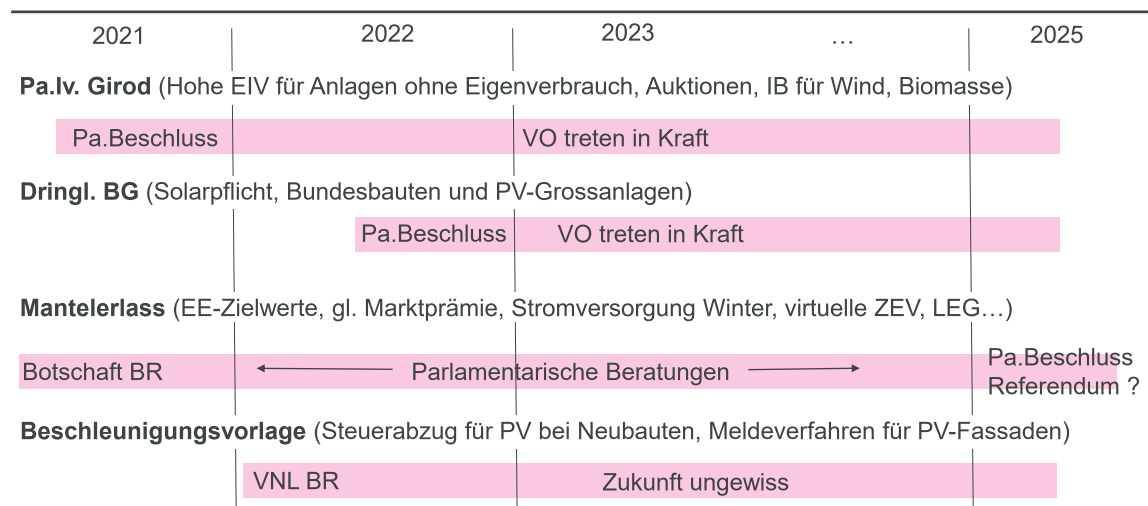 2021 2022 2023 … 2025
Pa.Iv. Girod (Hohe EIV für Anlagen ohne Eigenverbrauch, Auktionen, IB für Wind, Biomasse)
Pa.Beschluss VO treten in Kraft
Dringl. BG (Solarpflicht, Bundesbauten und PV-Grossanlagen)
Pa.Beschluss VO treten in Kraft
Mantelerlass (EE-Zielwerte, gl. Marktprämie, Stromversorgung Winter, virtuelle ZEV, LEG…)
Botschaft BR Parlamentarische Beratungen Pa.Beschluss
Referendum ?
Beschleunigungsvorlage (Steuerabzug für PV bei Neubauten, Meldeverfahren für PV-Fassaden)
VNL BR Zukunft ungewiss